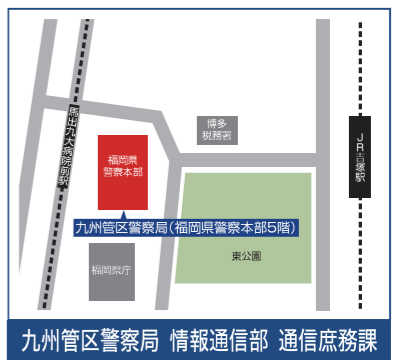 博多
税務署
馬出九大病院前駅
JR吉塚駅
福岡県
警察本部
九州管区警察局(福岡県警察本部5階)
福岡県庁
東公園
九州管区警察局 情報通信部 通信庶務課